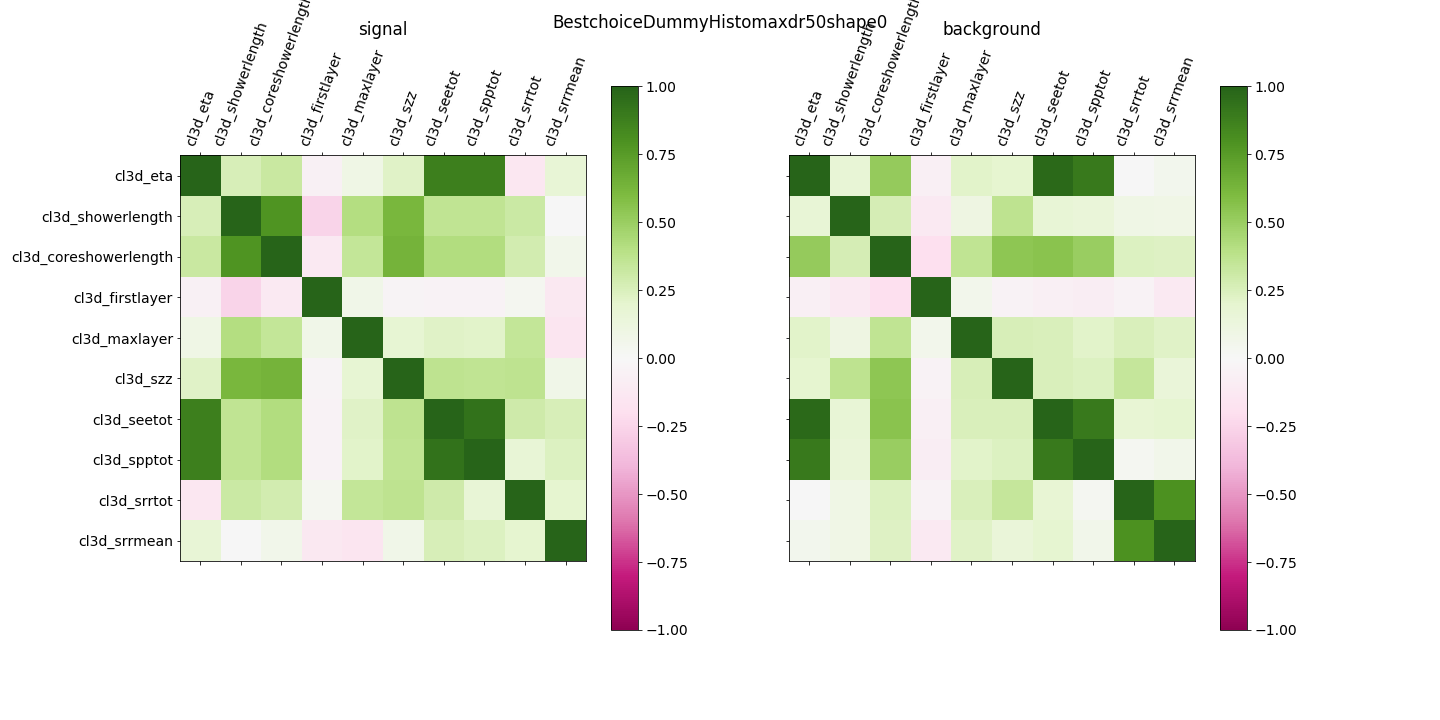 BestchoiceDummyHistomaxdr50shape0
signal
cl3d_eta
cl3d_showerlength
cl3d_coreshowerlength
cl3d_firstlayer
cl3d_maxlayer
cl3d_szz
cl3d_seetot
cl3d_spptot
cl3d_srrtot
cl3d_srrmean
cl3d_eta
cl3d_showerlength
cl3d_coreshowerlength
cl3d_firstlayer
cl3d_maxlayer
cl3d_szz
cl3d_seetot
cl3d_spptot
cl3d_srrtot
cl3d_srrmean
1.00
0.75
0.50
0.25
0.00
−0.25
−0.50
−0.75
−1.00
background
cl3d_eta
cl3d_showerlength
cl3d_coreshowerlength
cl3d_firstlayer
cl3d_maxlayer
cl3d_szz
cl3d_seetot
cl3d_spptot
cl3d_srrtot
cl3d_srrmean
1.00
0.75
0.50
0.25
0.00
−0.25
−0.50
−0.75
−1.00